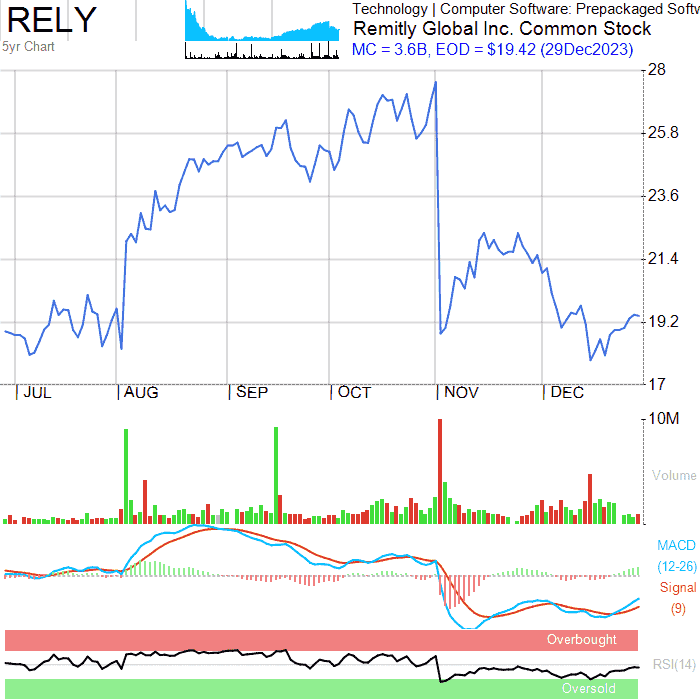 RELY
5yr Chart
Technology | Computer Software: Prepackaged Softw
Remitly Global Inc. Common Stock
MC = 3.6B, EOD = $19.42 (29Dec2023)
28
25.8
23.6
21.4
19.2
17
JUL AUG SEP OCT NOV DEC
10M
Volume
MACD
(12-26)
Signal
(9)
Overbought
RSI(14)
Oversold